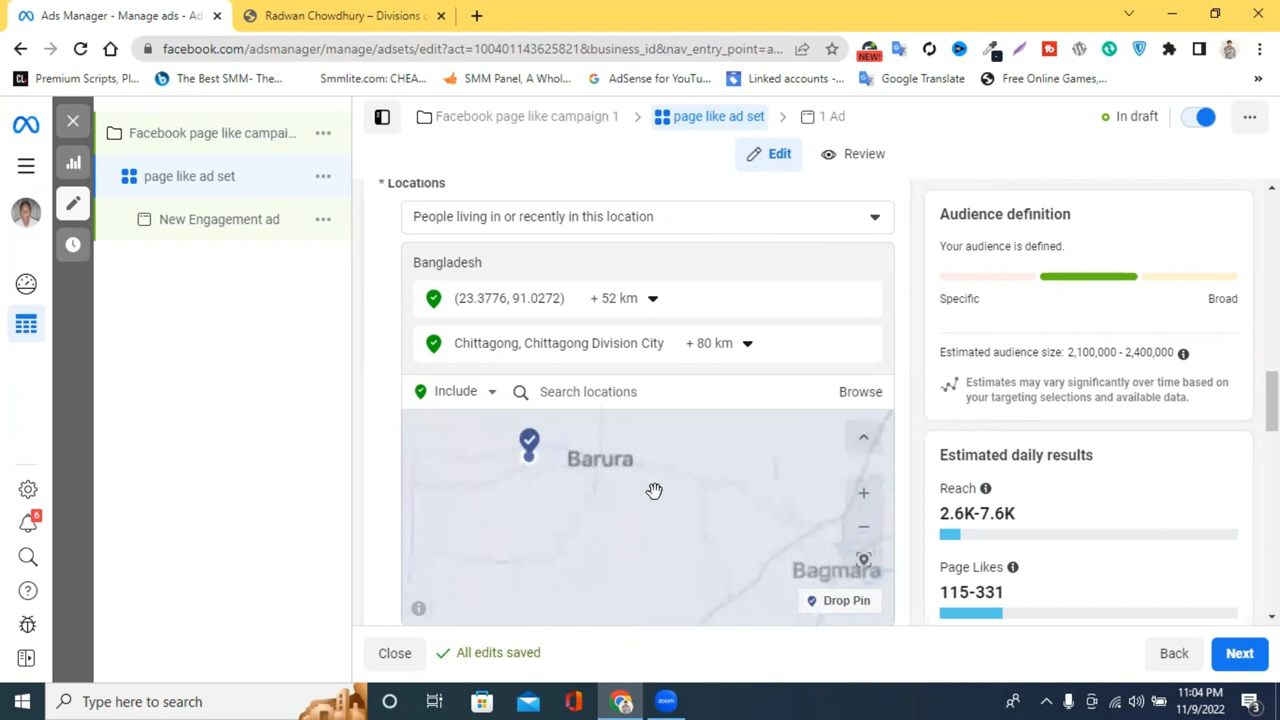 Ads Manager - Manage ads - Ad
Radwan Chowdhury – Divisions o
facebook.com/adsmanager/manage/adsets/edit?act=100401143625821&business_id&nav_entry_point=a...
NEW!
CL Premium Scripts, Pl...
The Best SMM- The...
Smmlite.com: CHEA...
SMM Panel, A Whol...
AdSense for YouTu...
Linked accounts -...
Google Translate
Free Online Games,...
»
Facebook page like campai...
page like ad set
New Engagement ad
Facebook page like campaign 1
page like ad set
1 Ad
In draft
Edit
Review
* Locations
People living in or recently in this location
Bangladesh
(23.3776, 91.0272) + 52 km
Chittagong, Chittagong Division City + 80 km
Include
Search locations
Browse
Barura
Bagmara
Drop Pin
Audience definition
Your audience is defined.
Specific
Broad
Estimated audience size: 2,100,000 - 2,400,000
Estimates may vary significantly over time based on
your targeting selections and available data.
Estimated daily results
Reach
2.6K-7.6K
Page Likes
115-331
6
Close
All edits saved
Back
Next
Type here to search
zoom
11:04 PM
11/9/2022
3